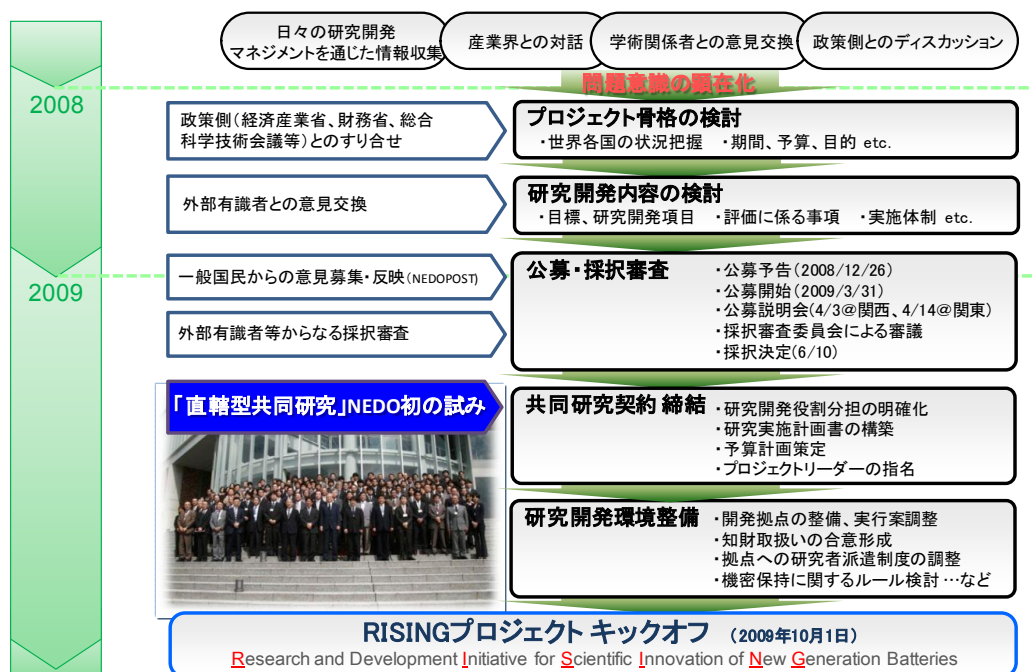 日々の研究開発
マネジメントを通じた情報収集
産業界との対話
学術関係者との意見交換
政策側とのディスカッション
問題意識の顕在化
2008
政策側(経済産業省、財務省、総合
科学技術会議等)とのすり合せ
プロジェクト骨格の検討
・世界各国の状況把握 ・期間、予算、目的 etc.
外部有識者との意見交換
研究開発内容の検討
・目標、研究開発項目 ・評価に係る事項 ・実施体制 etc.
2009
一般国民からの意見募集・反映(NEDOPOST)
外部有識者等からなる採択審査
公募・採択審査
・公募予告(2008/12/26)
・公募開始(2009/3/31)
・公募説明会(4/3@関西、4/14@関東)
・採択審査委員会による審議
・採択決定(6/10)
「直轄型共同研究」NEDO初の試み
共同研究契約 締結
・研究開発役割分担の明確化
・研究実施計画書の構築
・予算計画策定
・プロジェクトリーダーの指名
研究開発環境整備
・開発拠点の整備、実行案調整
・知財取扱いの合意形成
・拠点への研究者派遣制度の調整
・機密保持に関するルール検討 …など
RISINGプロジェクト キックオフ (2009年10月1日)
Research and Development Initiative for Scientific Innovation of New Generation Batteries